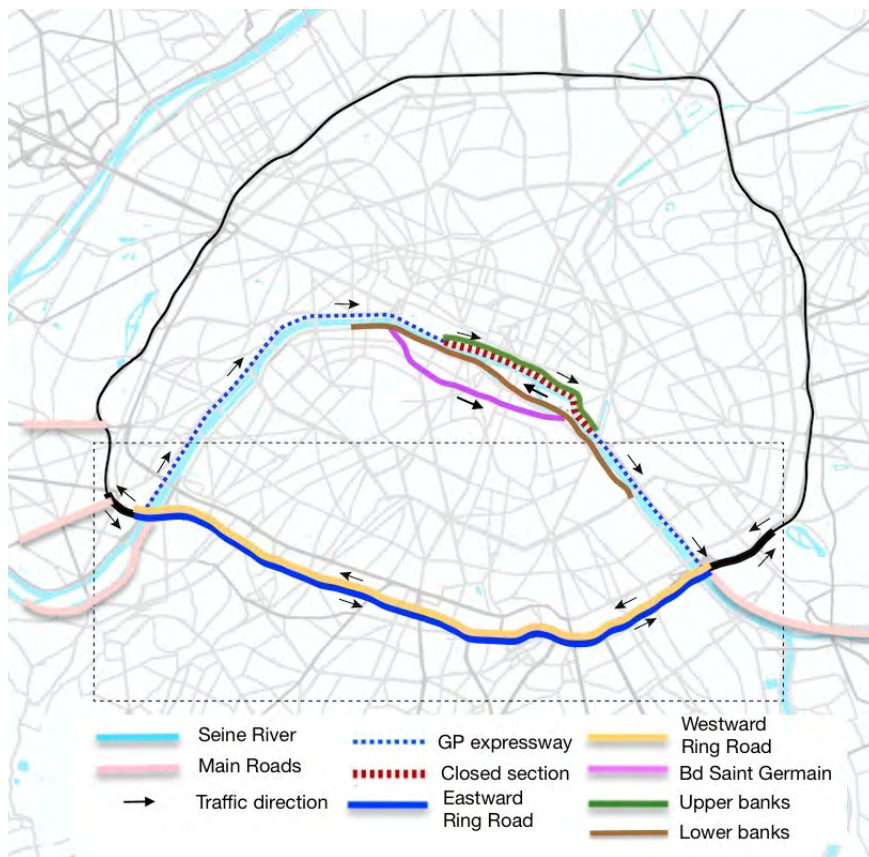 Seine River
Main Roads
Traffic direction
GP expressway
Closed section
Eastward
Ring Road
Westward
Ring Road
Bd Saint Germain
Upper banks
Lower banks